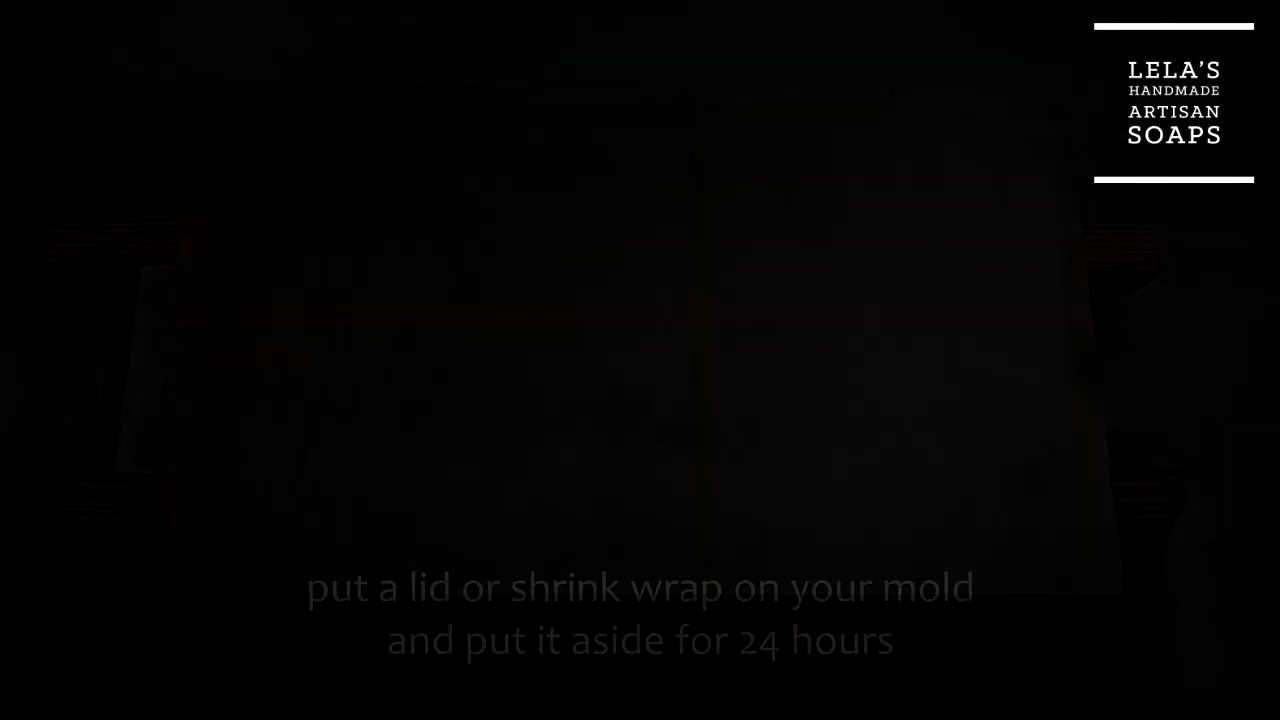 LELA'S
HANDMADE
ARTISAN
SOAPS
put a lid or shrink wrap on your mold
and put it aside for 24 hours